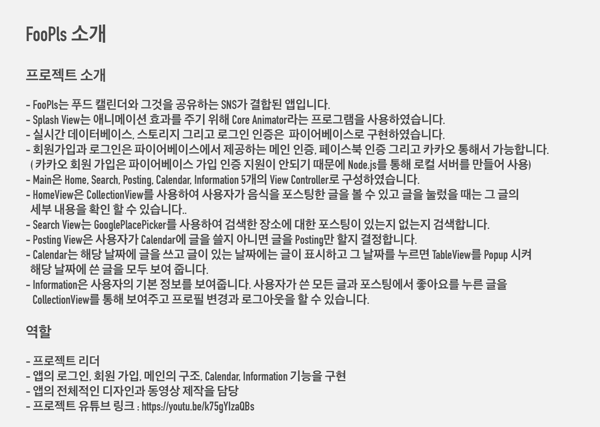 FooPls 소개
프로젝트 소개
- FooPls는 푸드 캘린더와 그것을 공유하는 SNS가 결합된 앱입니다.
- Splash View는 애니메이션 효과를 주기 위해 Core Animator라는 프로그램을 사용하였습니다.
- 실시간 데이터베이스, 스토리지 그리고 로그인 인증은 파이어베이스로 구현하였습니다.
- 회원가입과 로그인은 파이어베이스에서 제공하는 메인 인증, 페이스북 인증 그리고 카카오 통해서 가능합니다.
( 카카오 회원 가입은 파이어베이스 가입 인증 지원이 안되기 때문에 Node.js를 통해 로컬 서버를 만들어 사용)
- Main은 Home, Search, Posting, Calendar, Information 5개의 View Controller로 구성하였습니다.
- HomeView은 CollectionView를 사용하여 사용자가 음식을 포스팅한 글을 볼 수 있고 글을 눌렀을 때는 그 글의
세부 내용을 확인 할 수 있습니다..
- Search View는 GooglePlacePicker를 사용하여 검색한 장소에 대한 포스팅이 있는지 없는지 검색합니다.
- Posting View은 사용자가 Calendar에 글을 쓸지 아니면 글을 Posting만 할지 결정합니다.
- Calendar는 해당 날짜에 글을 쓰고 글이 있는 날짜에는 글이 표시하고 그 날짜를 누르면 TableView를 Popup 시켜
해당 날짜에 쓴 글을 모두 보여 줍니다.
- Information은 사용자의 기본 정보를 보여줍니다. 사용자가 쓴 모든 글과 포스팅에서 좋아요를 누른 글을
CollectionView를 통해 보여주고 프로필 변경과 로그아웃을 할 수 있습니다.
역할
- 프로젝트 리더
- 앱의 로그인, 회원 가입, 메인의 구조, Calendar, Information 기능을 구현
- 앱의 전체적인 디자인과 동영상 제작을 담당
- 프로젝트 유튜브 링크 : https://youtu.be/k75gYIzaQBs